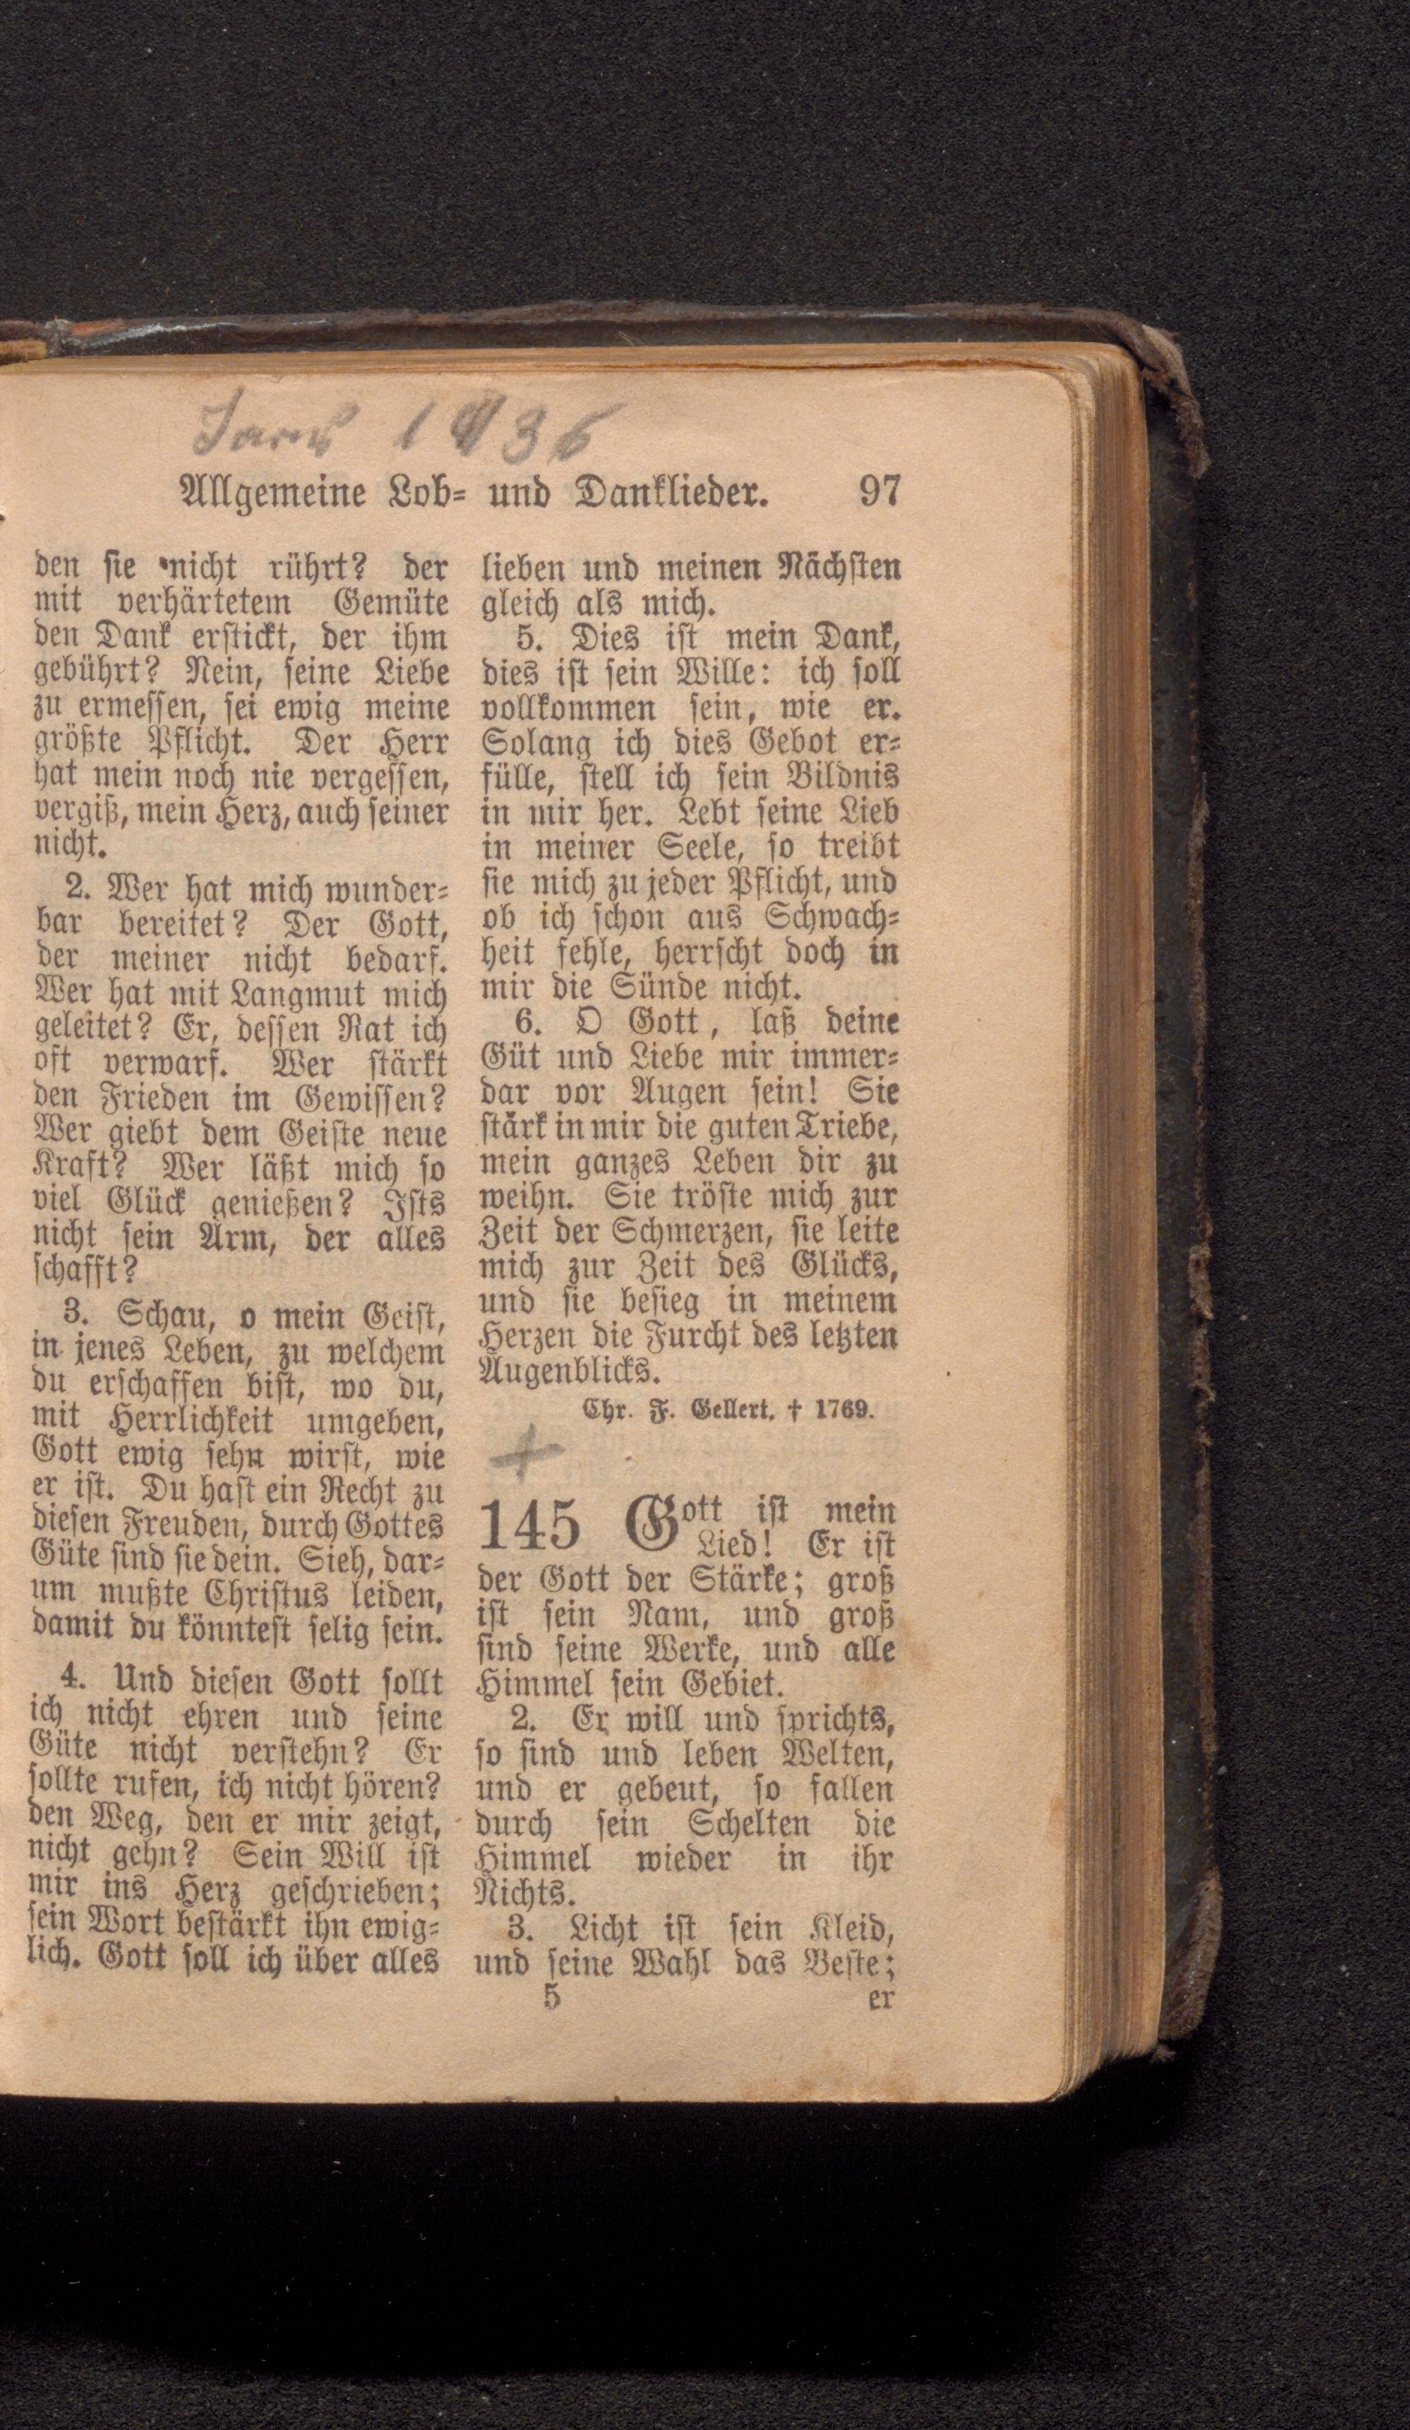 1936
Allgemeine Lob- und Danklieder. 97
den sie nicht rührt? der
mit verhärtetem Gemüte
den Dank erstickt, der ihm
gebührt? Nein, seine Liebe
zu ermessen, sei ewig meine
größte Pflicht. Der Herr
hat mein noch nie vergessen,
vergiß, mein Herz, auch seiner
nicht.
2. Wer hat mich wunder-
bar bereitet? Der Gott,
der meiner nicht bedarf.
Wer hat mit Langmut mich
geleitet? Er, dessen Rat ich
oft verwarf. Wer stärkt
den Frieden im Gewissen?
Wer giebt dem Geiste neue
Kraft? Wer läßt mich so
viel Glück genießen? Ists
nicht sein Arm, der alles
schafft?
3. Schau, o mein Geist,
in jenes Leben, zu welchem
du erschaffen bist, wo du,
mit Herrlichkeit umgeben,
Gott ewig sehn wirst, wie
er ist. Du hast ein Recht zu
diesen Freuden, durch Gottes
Güte sind sie dein. Sieh, dar-
um mußte Christus leiden,
damit du könntest selig sein.
4. Und diesen Gott sollt
ich nicht ehren und seine
Güte nicht verstehn? Er
sollte rufen, ich nicht hören?
den Weg, den er mir zeigt,
nicht gehn? Sein Will ist
mir ins Herz geschrieben;
sein Wort bestärkt ihn ewig-
lich. Gott soll ich über alles
lieben und meinen Nächsten
gleich als mich.
5. Dies ist mein Dank,
dies ist sein Wille: ich soll
vollkommen sein, wie er.
Solang ich dies Gebot er-
fülle, stell ich sein Bildnis
in mir her. Lebt seine Lieb
in meiner Seele, so treibt
sie mich zu jeder Pflicht, und
ob ich schon aus Schwach-
heit fehle, herrscht doch in
mir die Sünde nicht.
6. O Gott, laß deine
Güt und Liebe mir immer-
dar vor Augen sein! Sie
stärk in mir die guten Triebe,
mein ganzes Leben dir zu
weihn. Sie tröste mich zur
Zeit der Schmerzen, sie leite
mich zur Zeit des Glücks,
und sie besieg in meinem
Herzen die Furcht des letzten
Augenblicks.
Chr. F. Gellert, † 1769.
145 Gott ist mein
Lied! Er ist
der Gott der Stärke; groß
ist sein Nam, und groß
sind seine Werke, und alle
Himmel sein Gebiet.
2. Er will und sprichts,
so sind und leben Welten,
und er gebeut, so fallen
durch sein Schelten die
Himmel wieder in ihr
Nichts.
3. Licht ist sein Kleid,
und seine Wahl das Beste;
5 er